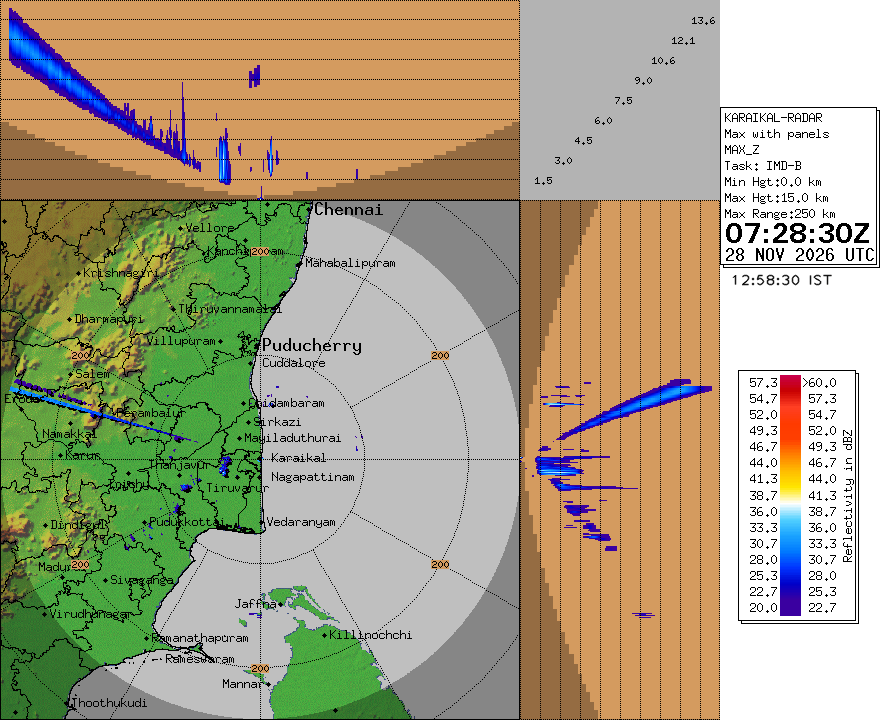 13.6
12.1
10.6
9.0
7.5
6.0
4.5
3.0
1.5
KARAIKAL-RADAR
Max with panels
MAX_Z
Task: IMD-B
Min Hgt:0.0 km
Max Hgt:15.0 km
Max Range:250 km
07:28:30Z
28 NOV 2026 UTC
12:58:30 IST
Chennai
Vellore
200
Mahabalipuram
Krishnagiri
Thiruvannamalai
Dharmapuri
Villupuram
Puducherry
200
200
Cuddalore
Salem
Chidambaram
Perambalur
Sirkazi
Namakkal
Mayiladuthurai
Karur
Karaikal
Thanjavur
Nagapattinam
Tiruvarur
Dindigul
Pudukkottai
Vedaranyam
200
200
Madurai
Sivaganga
Jaffna
Virudhunagar
Killinochchi
Ramanathapuram
Rameswaram
200
Mannar
Thoothukudi
57.3 >60.0
54.7 57.3
52.0 54.7
49.3 52.0
46.7 49.3
44.0 46.7
41.3 44.0
38.7 41.3
36.0 38.7
33.3 36.0
30.7 33.3
28.0 30.7
25.3 28.0
22.7 25.3
20.0 22.7
Reflectivity in dBZ